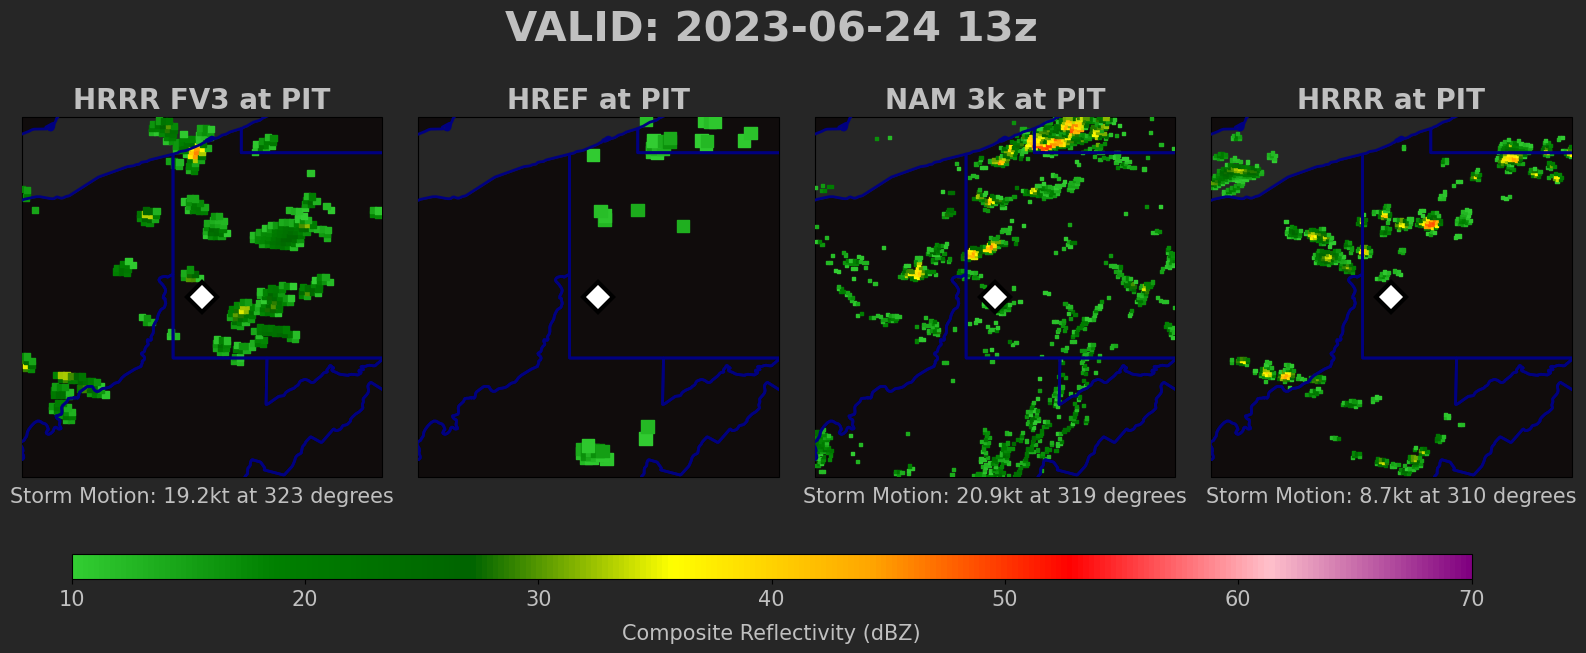 VALID: 2023-06-24 13z
HRRR FV3 at PIT
HREF at PIT
NAM 3k at PIT
HRRR at PIT
Storm Motion: 19.2kt at 323 degrees
Storm Motion: 20.9kt at 319 degrees
Storm Motion: 8.7kt at 310 degrees
10 20 30 40 50 60 70
Composite Reflectivity (dBZ)